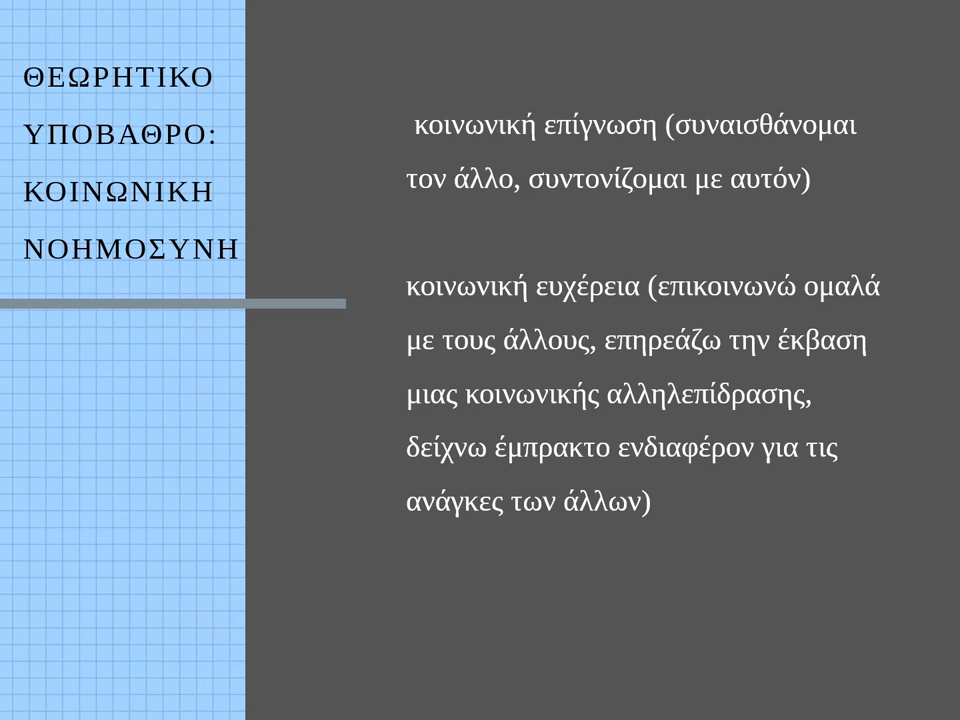 ΘΕΩΡΗΤΙΚΟ
ΥΠΟΒΑΘΡΟ:
ΚΟΙΝΩΝΙΚΗ
ΝΟΗΜΟΣΥΝΗ
κοινωνική επίγνωση (συναισθάνομαι
τον άλλο, συντονίζομαι με αυτόν)
κοινωνική ευχέρεια (επικοινωνώ ομαλά
με τους άλλους, επηρεάζω την έκβαση
μιας κοινωνικής αλληλεπίδρασης,
δείχνω έμπρακτο ενδιαφέρον για τις
ανάγκες των άλλων)